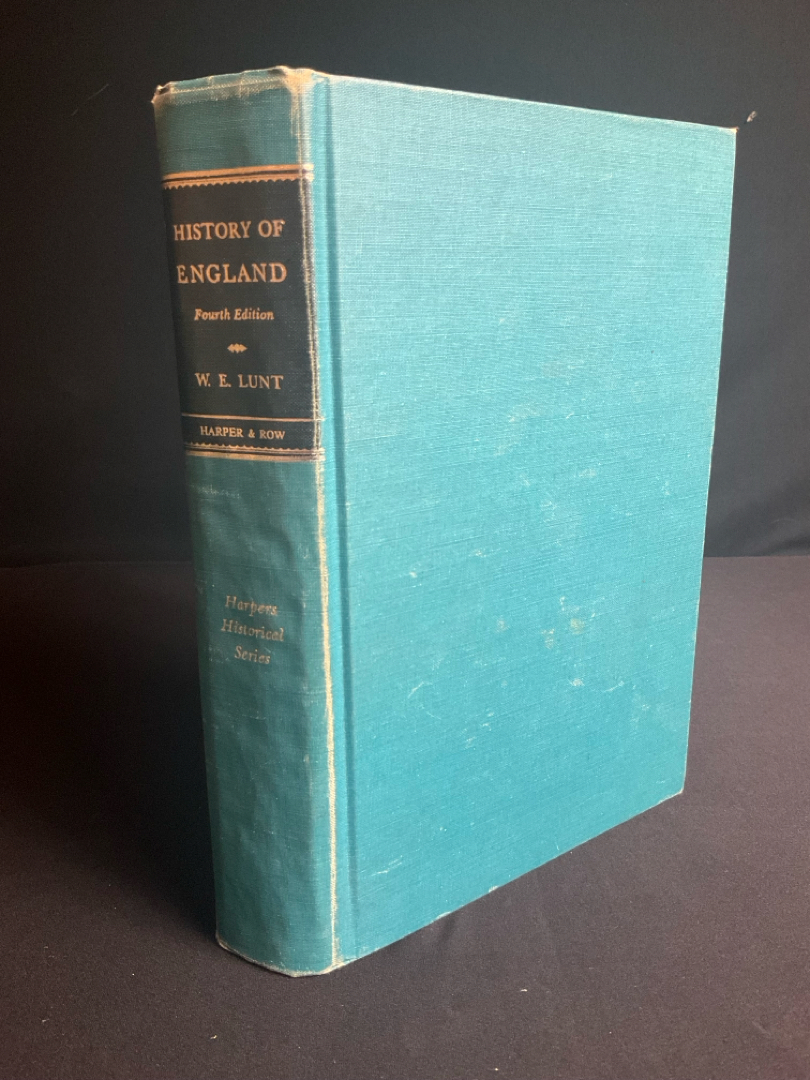 HISTORY OF
ENGLAND
Fourth Edition
W. E. LUNT
HARPER & ROW
Harpers
Historical
Series